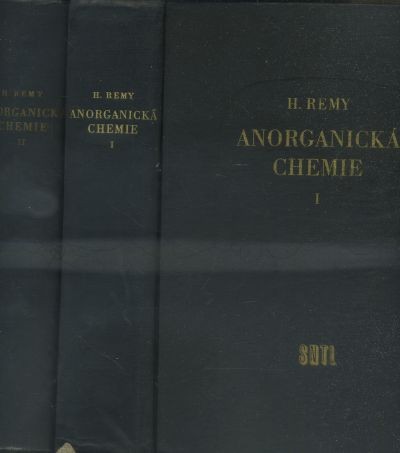 H. REMY
ANORGANICKÁ
CHEMIE
II
H. REMY
ANORGANICKÁ
CHEMIE
I
H. REMY
ANORGANICKÁ
CHEMIE
I
SNTL